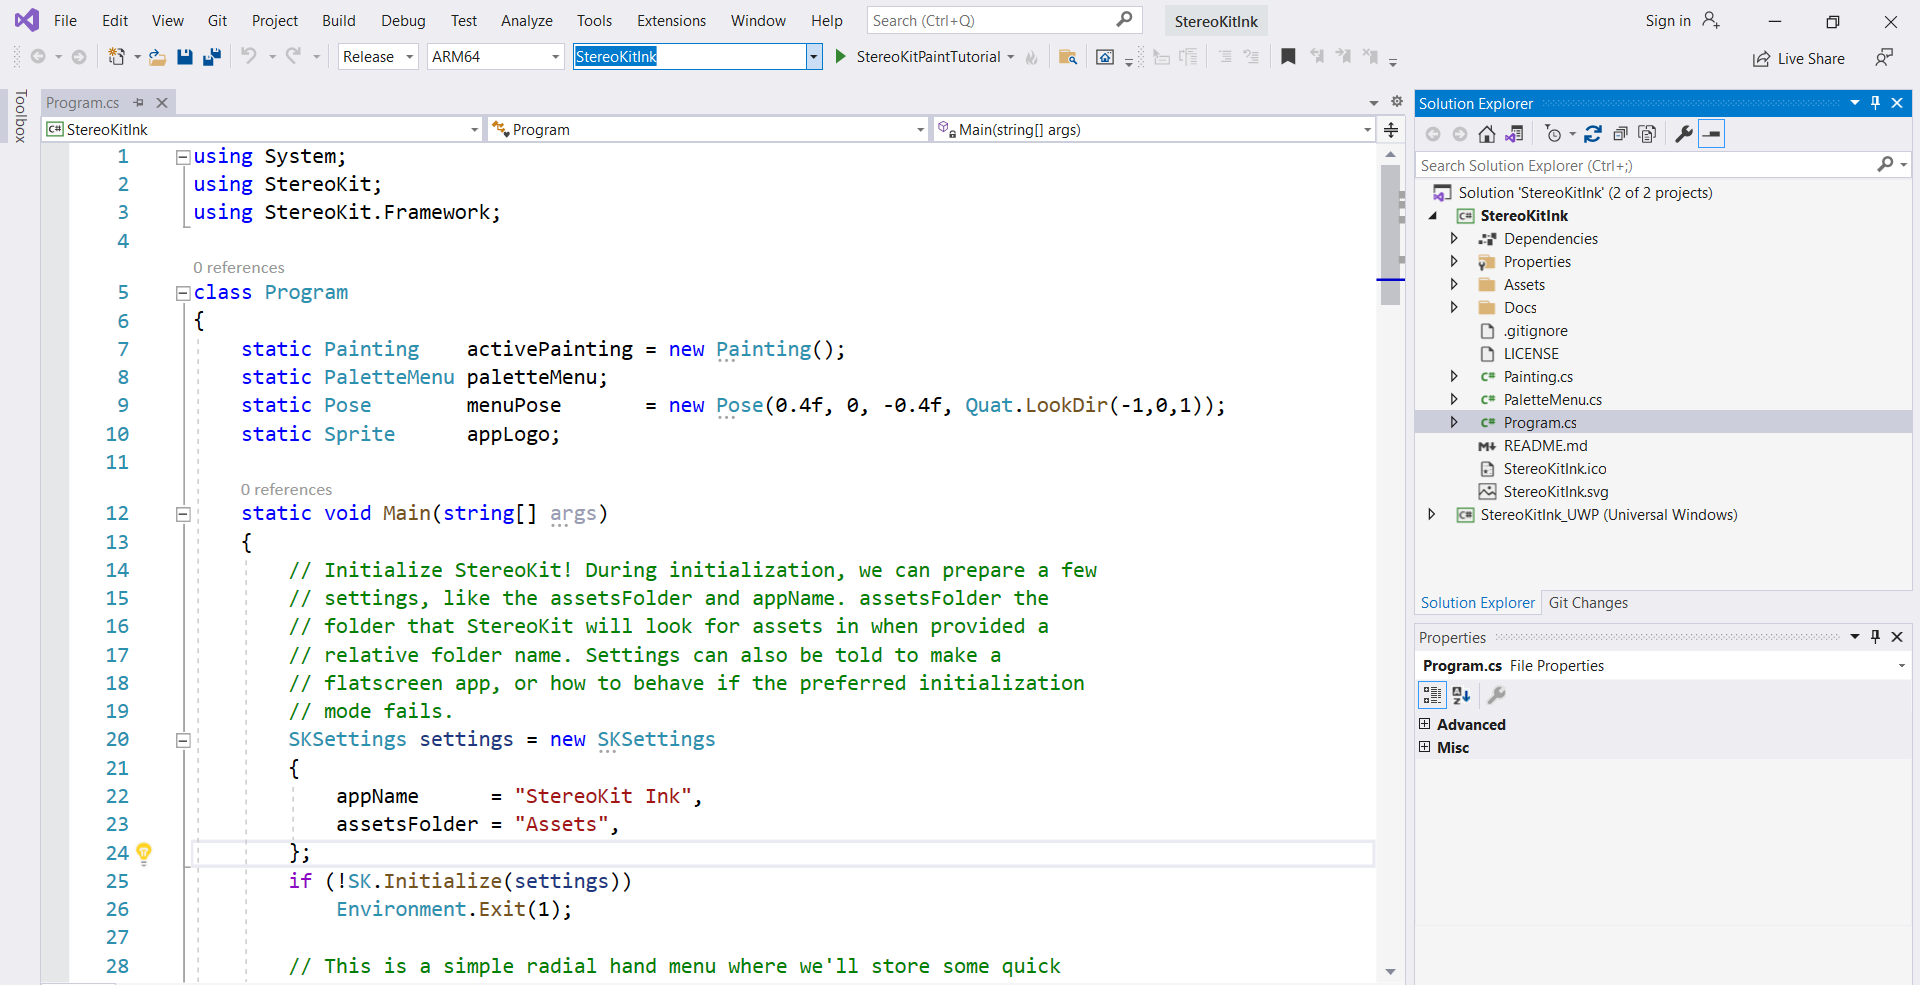 File Edit View Git Project Build Debug Test Analyze Tools Extensions Window Help Search (Ctrl+Q) StereoKitInk Sign in
Release ARM64 StereoKitInk StereoKitPaintTutorial Live Share
Toolbox
Program.cs
StereoKitInk Program Main(string[] args)
1 using System;
2 using StereoKit;
3 using StereoKit.Framework;
4
0 references
5 class Program
6 {
7 static Painting activePainting = new Painting();
8 static PaletteMenu paletteMenu;
9 static Pose menuPose = new Pose(0.4f, 0, -0.4f, Quat.LookDir(-1,0,1));
10 static Sprite appLogo;
11
0 references
12 static void Main(string[] args)
13 {
14 // Initialize StereoKit! During initialization, we can prepare a few
15 // settings, like the assetsFolder and appName. assetsFolder the
16 // folder that StereoKit will look for assets in when provided a
17 // relative folder name. Settings can also be told to make a
18 // flatscreen app, or how to behave if the preferred initialization
19 // mode fails.
20 SKSettings settings = new SKSettings
21 {
22 appName = "StereoKit Ink",
23 assetsFolder = "Assets",
24 };
25 if (!SK.Initialize(settings))
26 Environment.Exit(1);
27
28 // This is a simple radial hand menu where we'll store some quick
Solution Explorer
Search Solution Explorer (Ctrl+;)
Solution 'StereoKitInk' (2 of 2 projects)
C# StereoKitInk
Dependencies
Properties
Assets
Docs
.gitignore
LICENSE
C# Painting.cs
C# PaletteMenu.cs
C# Program.cs
README.md
StereoKitInk.ico
StereoKitInk.svg
C# StereoKitInk_UWP (Universal Windows)
Solution Explorer Git Changes
Properties
Program.cs File Properties
Advanced
Misc